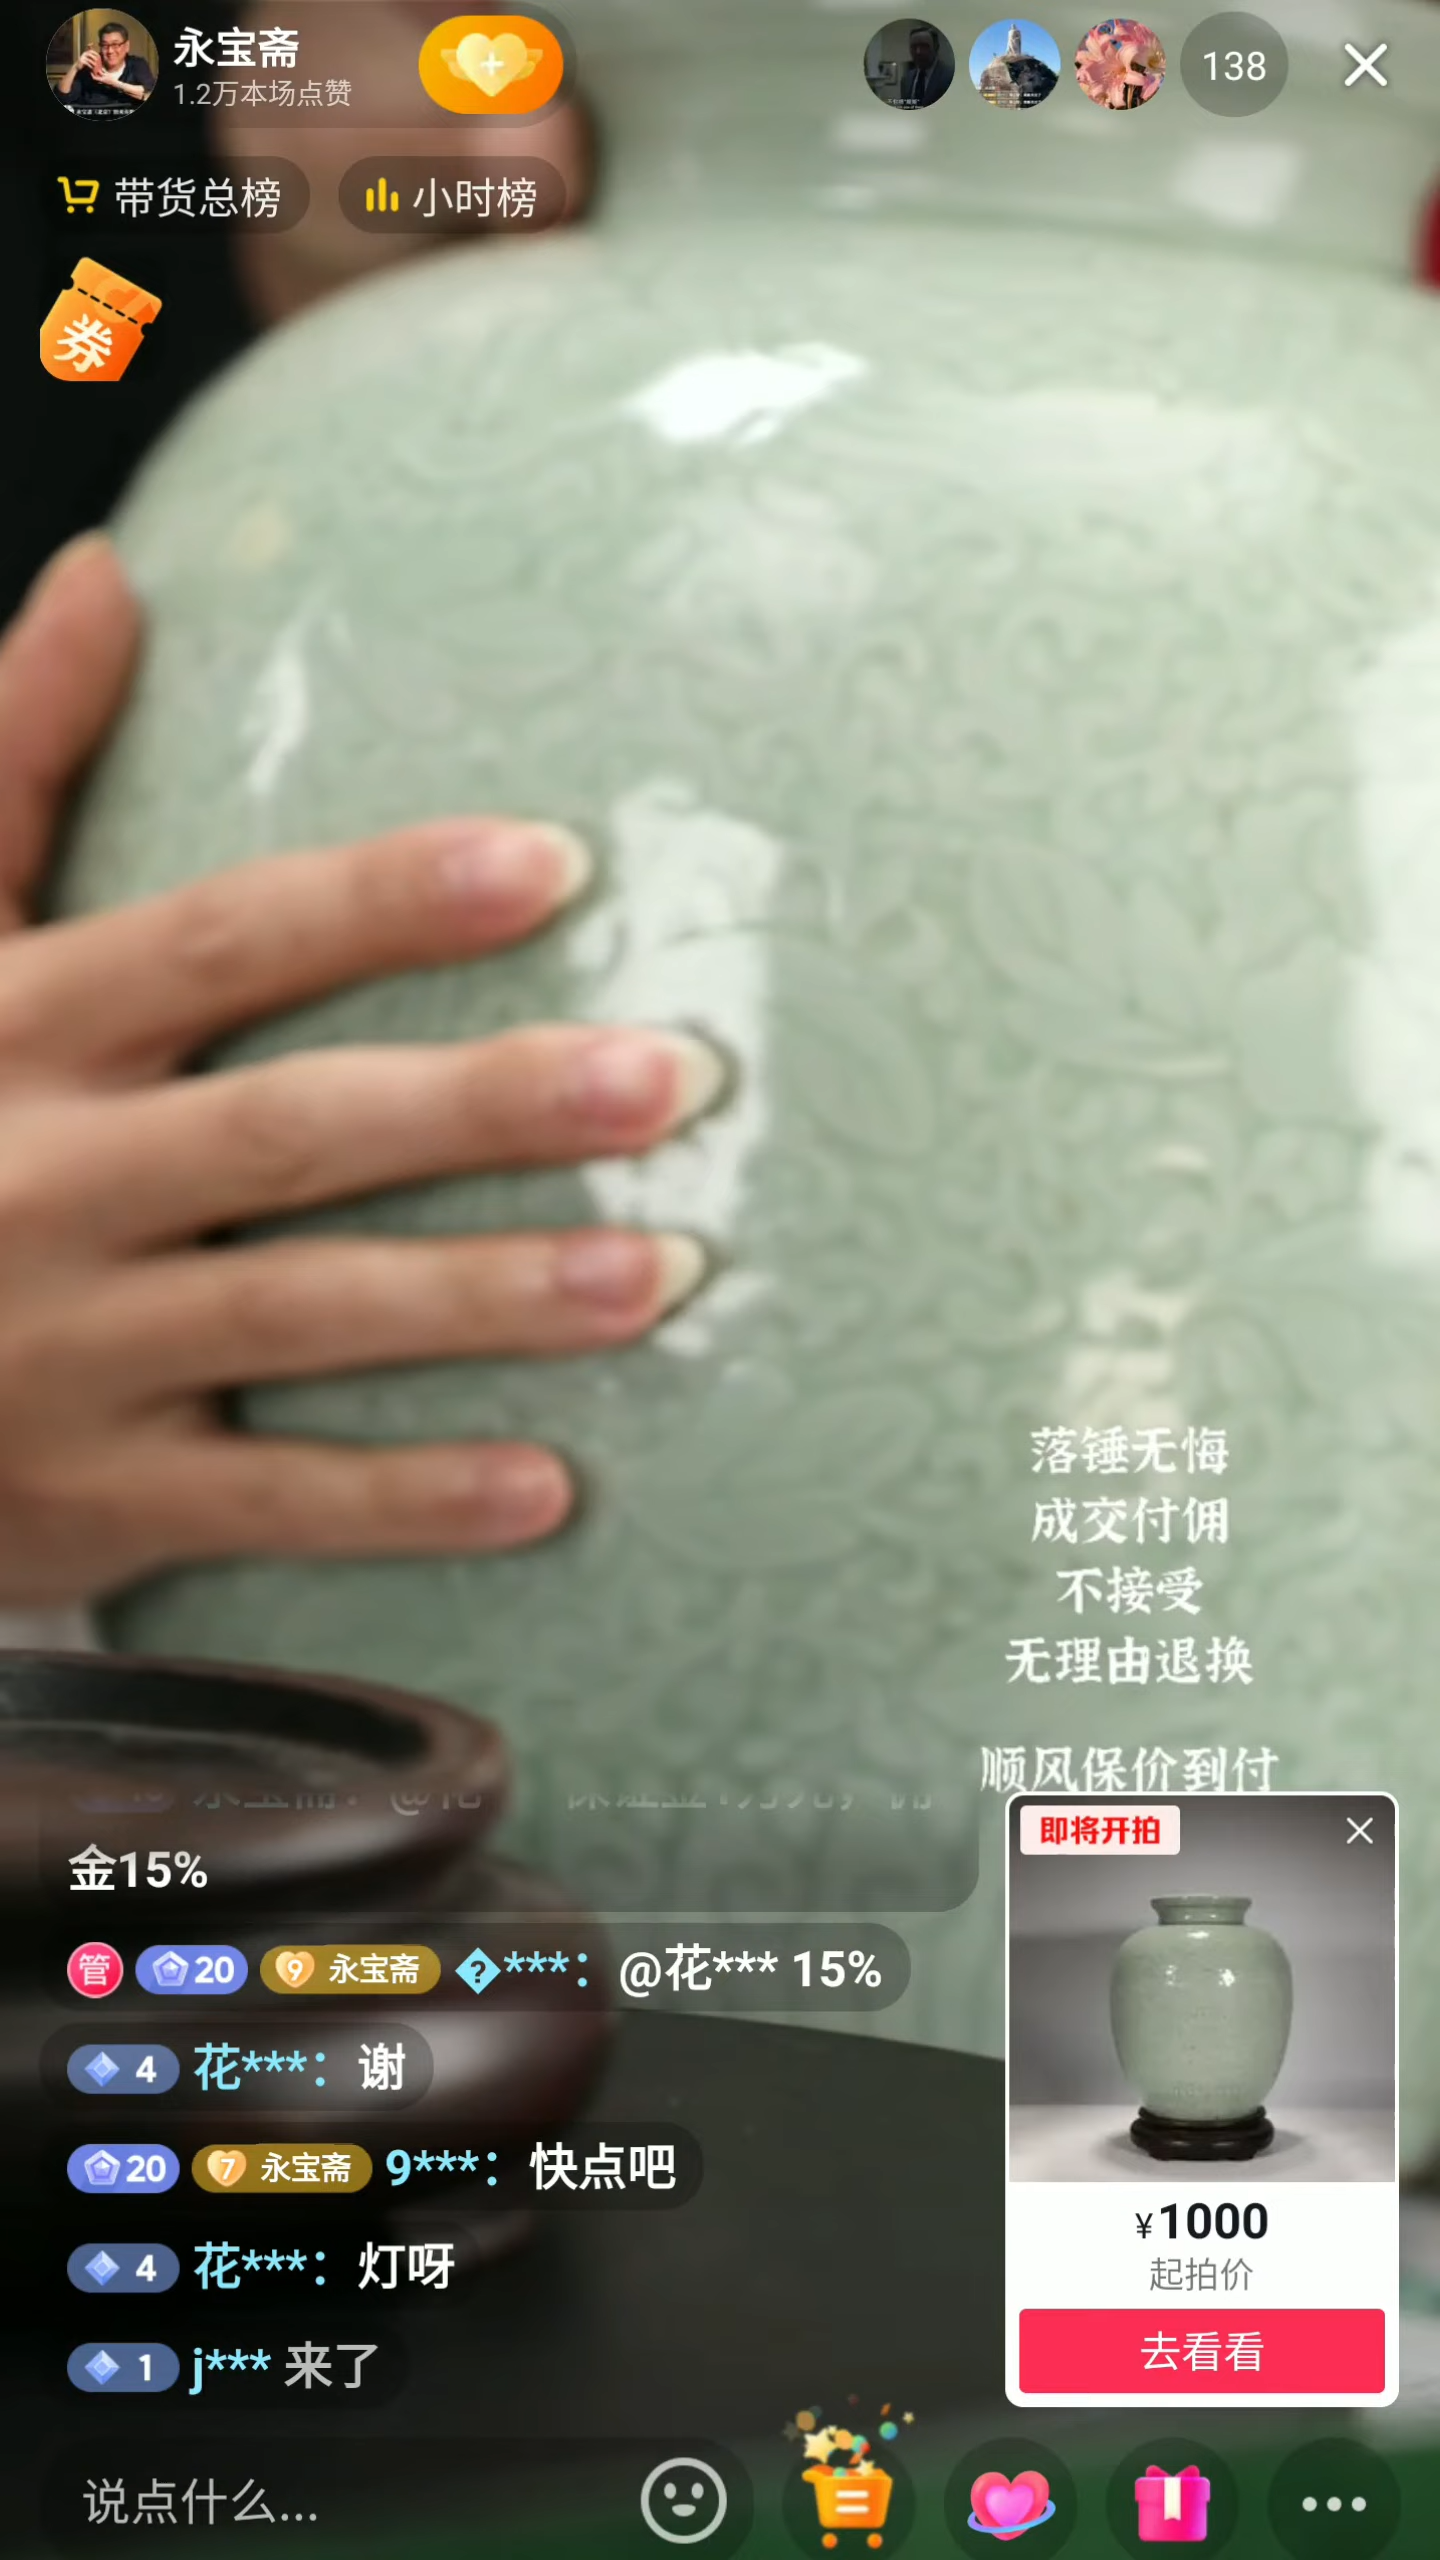 永宝斋
1.2万本场点赞
138
带货总榜
小时榜
券
落锤无悔
成交付佣
不接受
无理由退换
顺风保价到付
金15%
管 20 9 永宝斋 ***： @花*** 15%
4 花***： 谢
20 7 永宝斋 9***： 快点吧
4 花***： 灯呀
1 j*** 来了
即将开拍
¥1000
起拍价
去看看
说点什么...